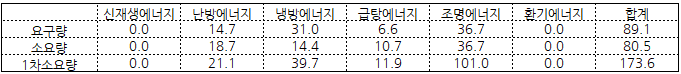 신재생에너지 난방에너지 냉방에너지 급탕에너지 조명에너지 환기에너지 합계
요구량 0.0 14.7 31.0 6.6 36.7 0.0 89.1
소요량 0.0 18.7 14.4 10.7 36.7 0.0 80.5
1차소요량 0.0 21.1 39.7 11.9 101.0 0.0 173.6